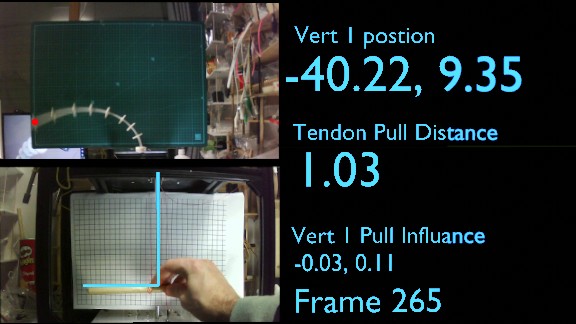 Vert 1 postion
-40.22, 9.35
Tendon Pull Distance
1.03
Vert 1 Pull Influance
-0.03, 0.11
Frame 265